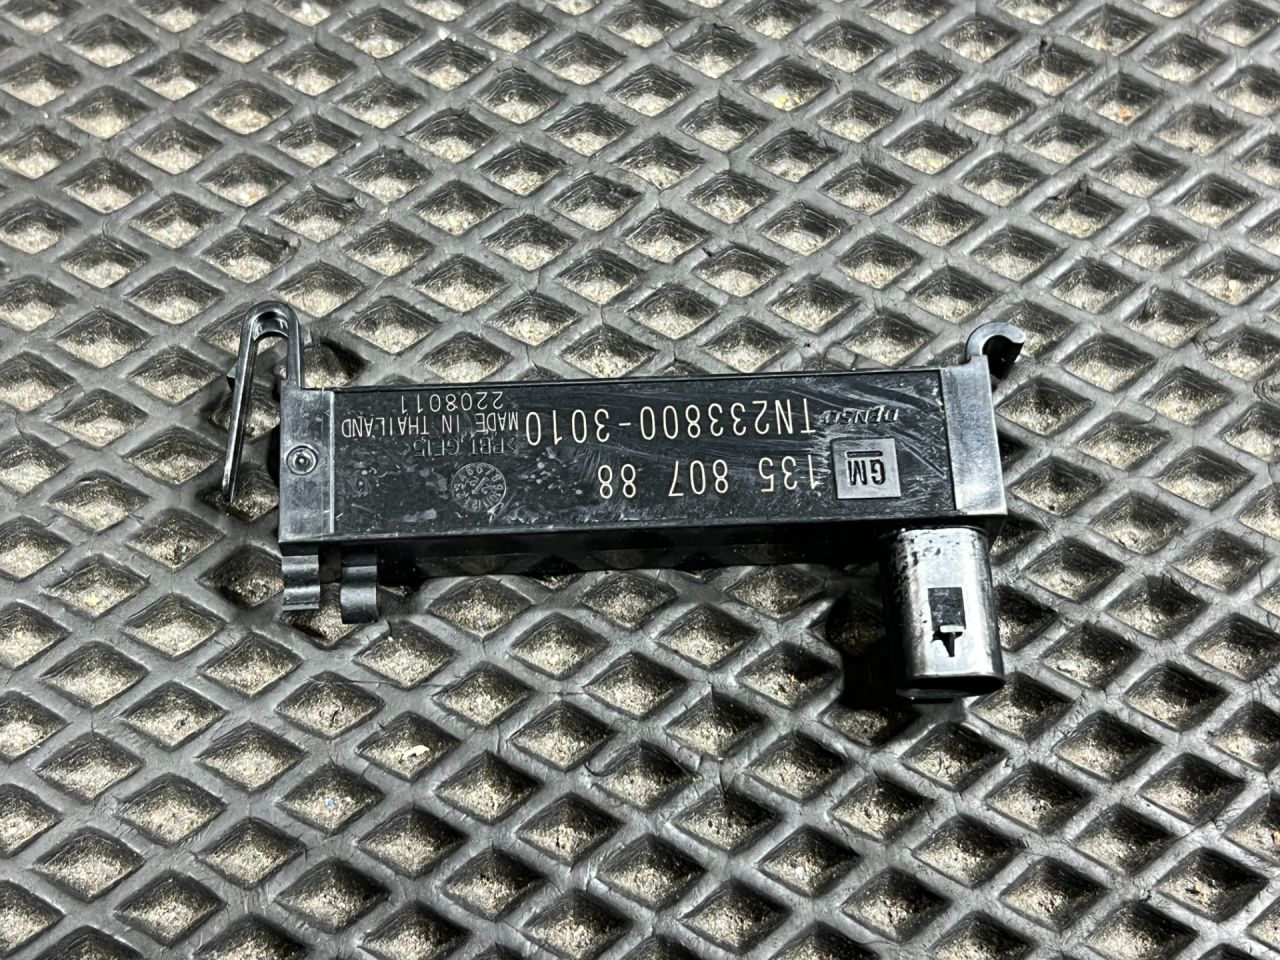 GM
135 807 88
DENSO
TN233800-3010
>PBT-GF15<
MADE IN THAILAND
2208011